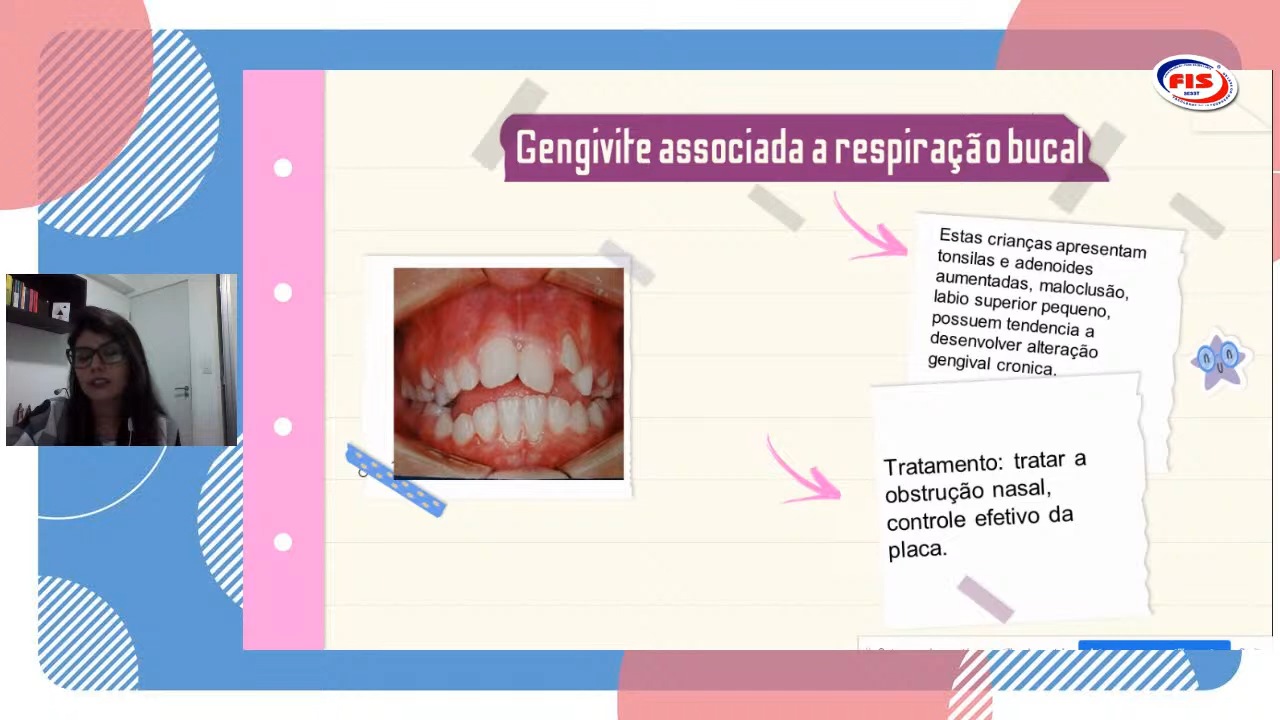 FIS
Gengivite associada a respiração bucal
Estas crianças apresentam
tonsilas e adenoides
aumentadas, maloclusão,
labio superior pequeno,
possuem tendencia a
desenvolver alteração
gengival cronica.
Tratamento: tratar a
obstrução nasal,
controle efetivo da
placa.